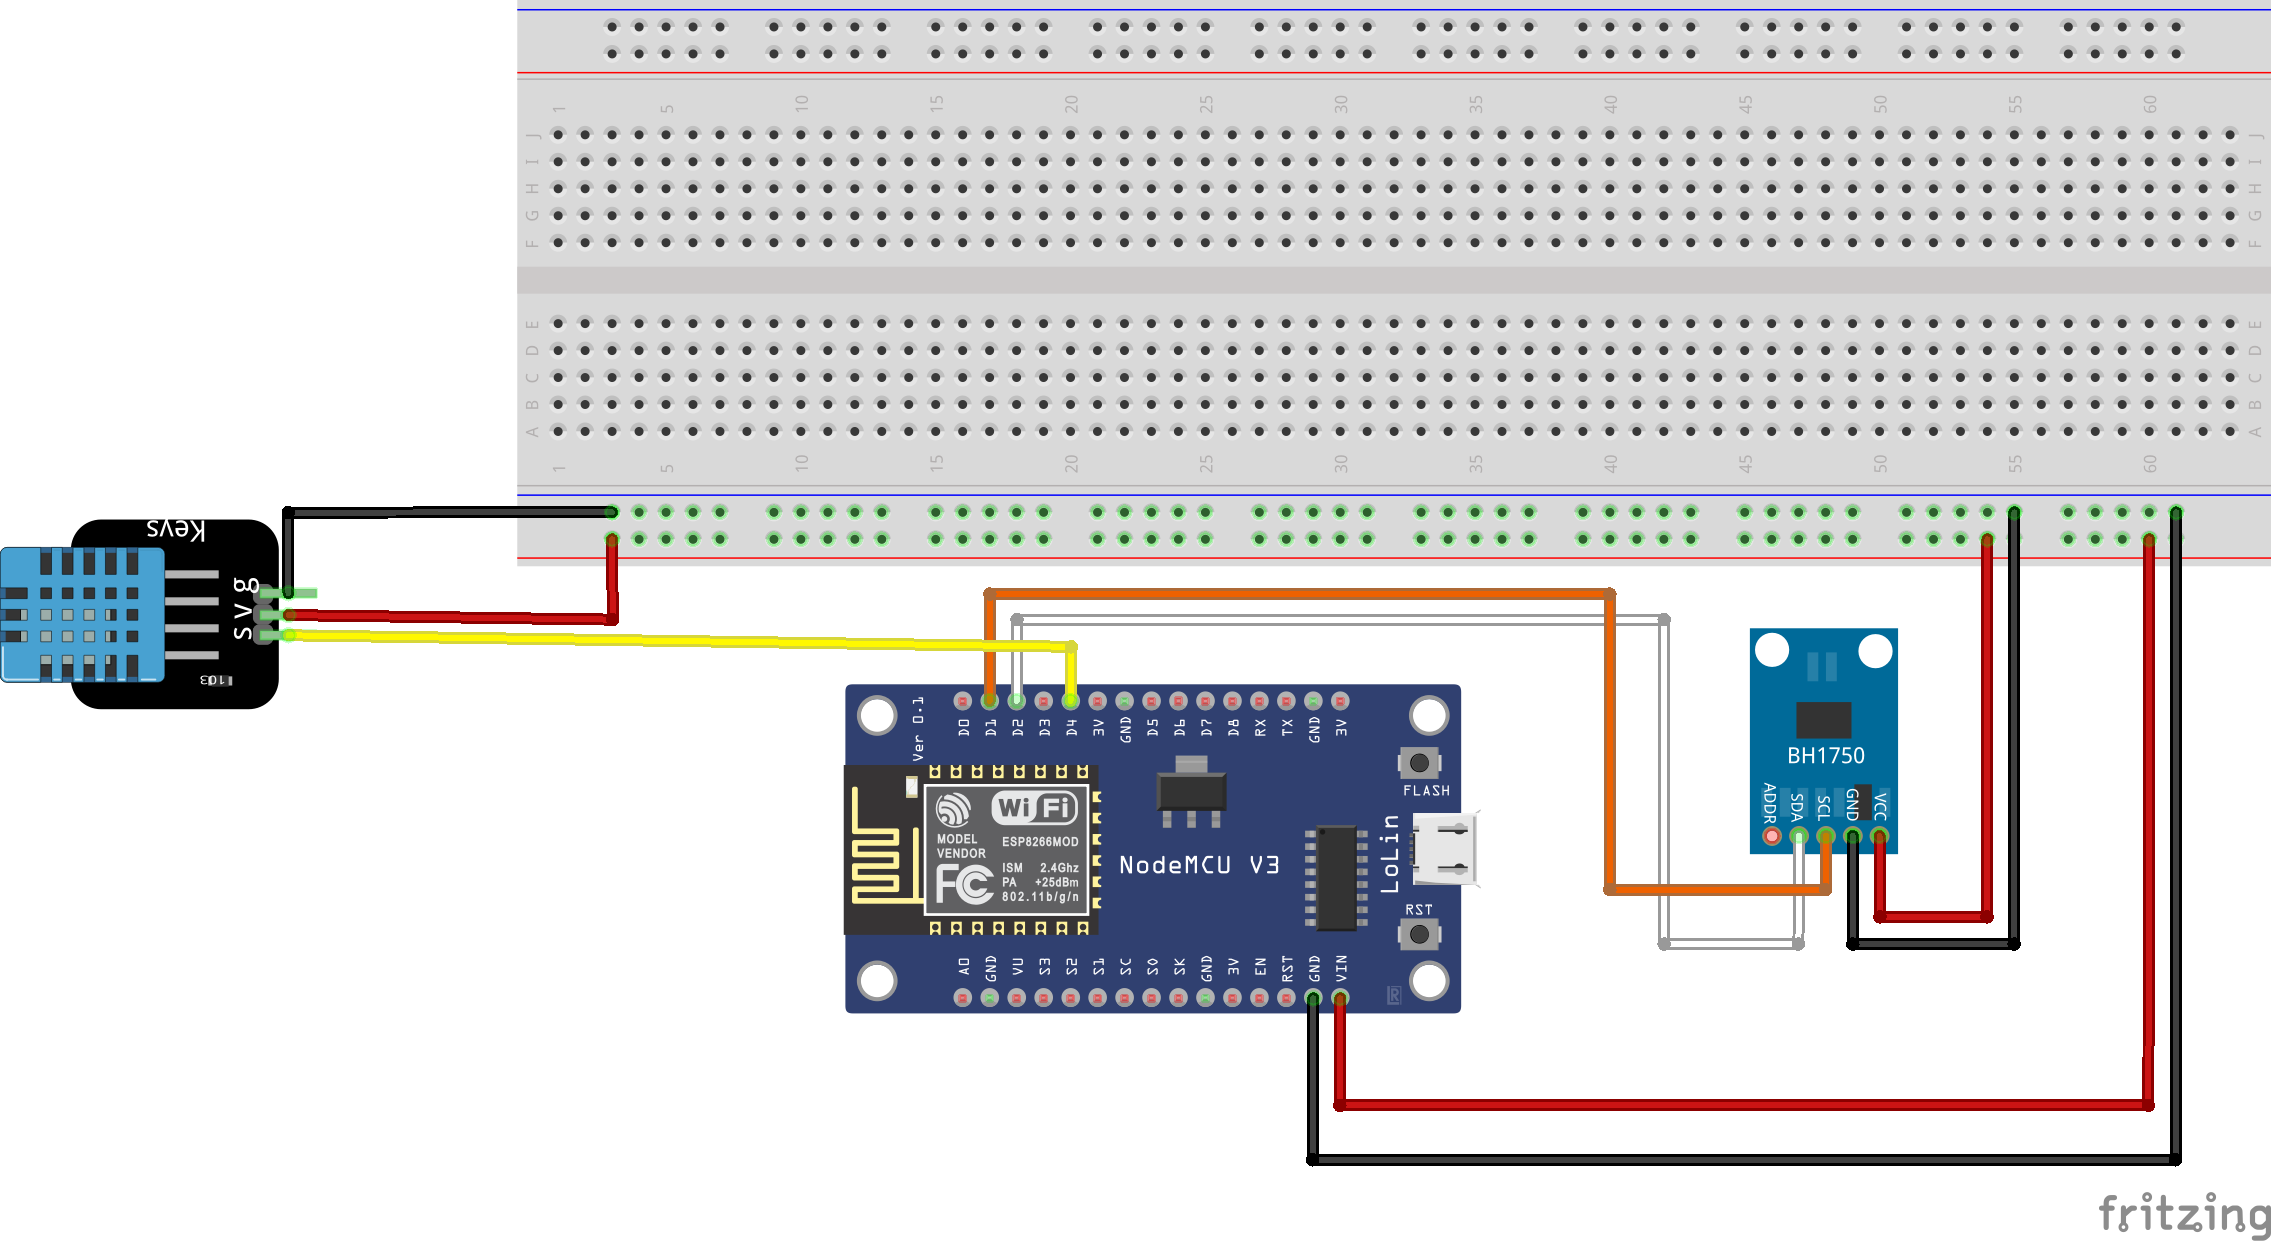 1 5 10 15 20 25 30 35 40 45 50 55 60
J J
I I
H H
G G
F F
E E
D D
C C
B B
A A
1 5 10 15 20 25 30 35 40 45 50 55 60
Keys
g
V
S
103
Ver 0.1
D0 D1 D2 D3 D4 3V GND D5 D6 D7 D8 RX TX GND 3V
FLASH
WiFi
MODEL
VENDOR
ESP8266MOD
FC
ISM 2.4Ghz
PA +25dBm
802.11b/g/n
NodeMCU V3
LoLin
RST
A0 GND VU S3 S2 S1 SC S0 SK GND 3V EN RST GND VIN
BH1750
ADDR SDA SCL GND VCC
fritzing